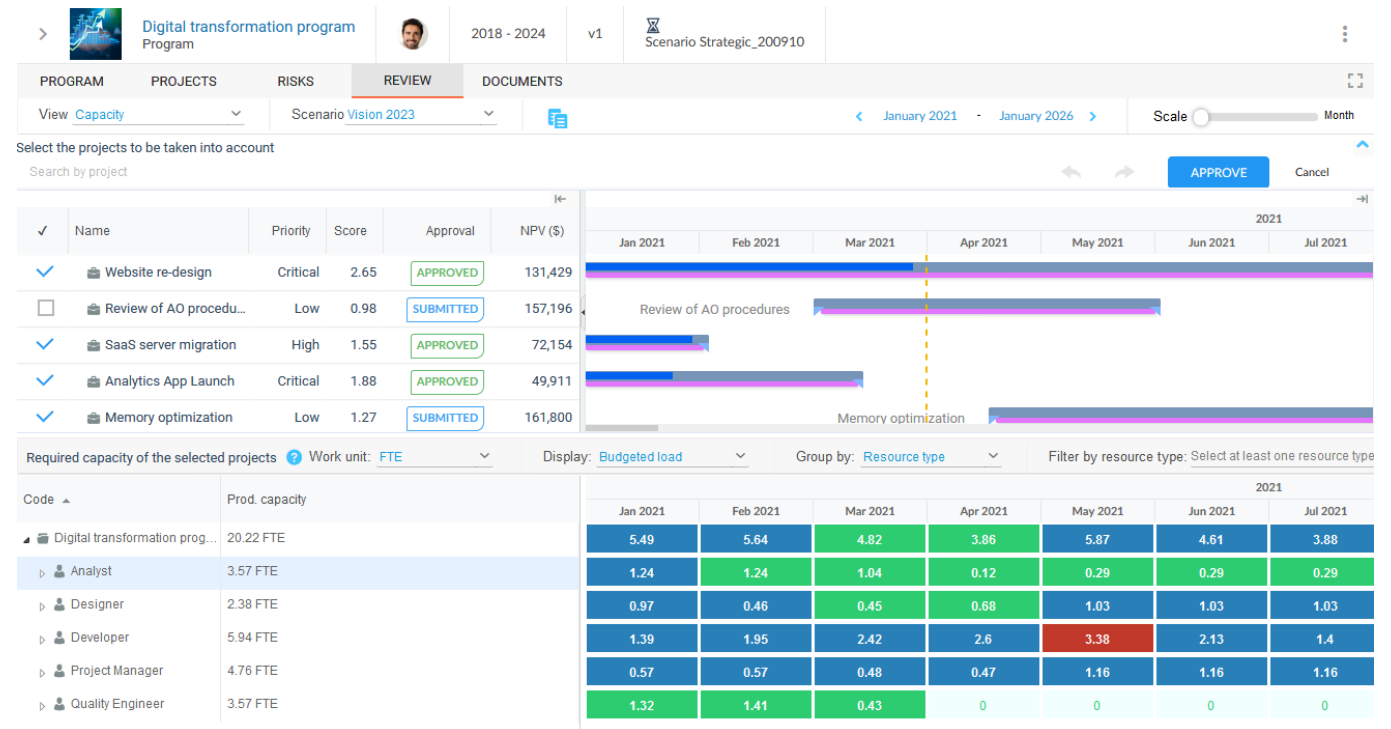 Digital transformation program
Program
2018 - 2024
v1
Scenario Strategic_200910
PROGRAM PROJECTS RISKS REVIEW DOCUMENTS
View Capacity Scenario Vision 2023 January 2021 - January 2026 Scale Month
Select the projects to be taken into account
Search by project APPROVE Cancel
2021
Name Priority Score Approval NPV ($) Jan 2021 Feb 2021 Mar 2021 Apr 2021 May 2021 Jun 2021 Jul 2021
Website re-design Critical 2.65 APPROVED 131,429
Review of AO procedu... Low 0.98 SUBMITTED 157,196 Review of AO procedures
SaaS server migration High 1.55 APPROVED 72,154
Analytics App Launch Critical 1.88 APPROVED 49,911
Memory optimization Low 1.27 SUBMITTED 161,800 Memory optimization
Required capacity of the selected projects ? Work unit: FTE Display: Budgeted load Group by: Resource type Filter by resource type: Select at least one resource type
2021
Code Prod. capacity Jan 2021 Feb 2021 Mar 2021 Apr 2021 May 2021 Jun 2021 Jul 2021
Digital transformation prog... 20.22 FTE 5.49 5.64 4.82 3.86 5.87 4.61 3.88
Analyst 3.57 FTE 1.24 1.24 1.04 0.12 0.29 0.29 0.29
Designer 2.38 FTE 0.97 0.46 0.45 0.68 1.03 1.03 1.03
Developer 5.94 FTE 1.39 1.95 2.42 2.6 3.38 2.13 1.4
Project Manager 4.76 FTE 0.57 0.57 0.48 0.47 1.16 1.16 1.16
Quality Engineer 3.57 FTE 1.32 1.41 0.43 0 0 0 0